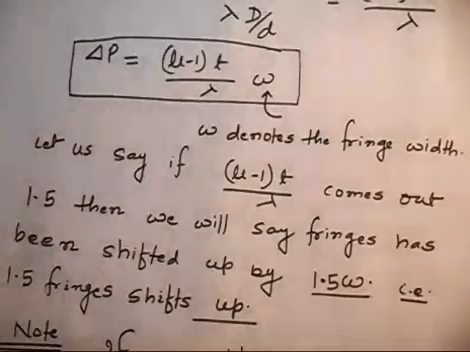 = λ
λ D/d
ΔP = (μ-1) t / λ ω
ω denotes the fringe width.
Let us say if (μ-1) t / λ comes out
1.5 then we will say fringes has
been shifted up by 1.5ω. i.e.
1.5 fringes shifts up.
Note